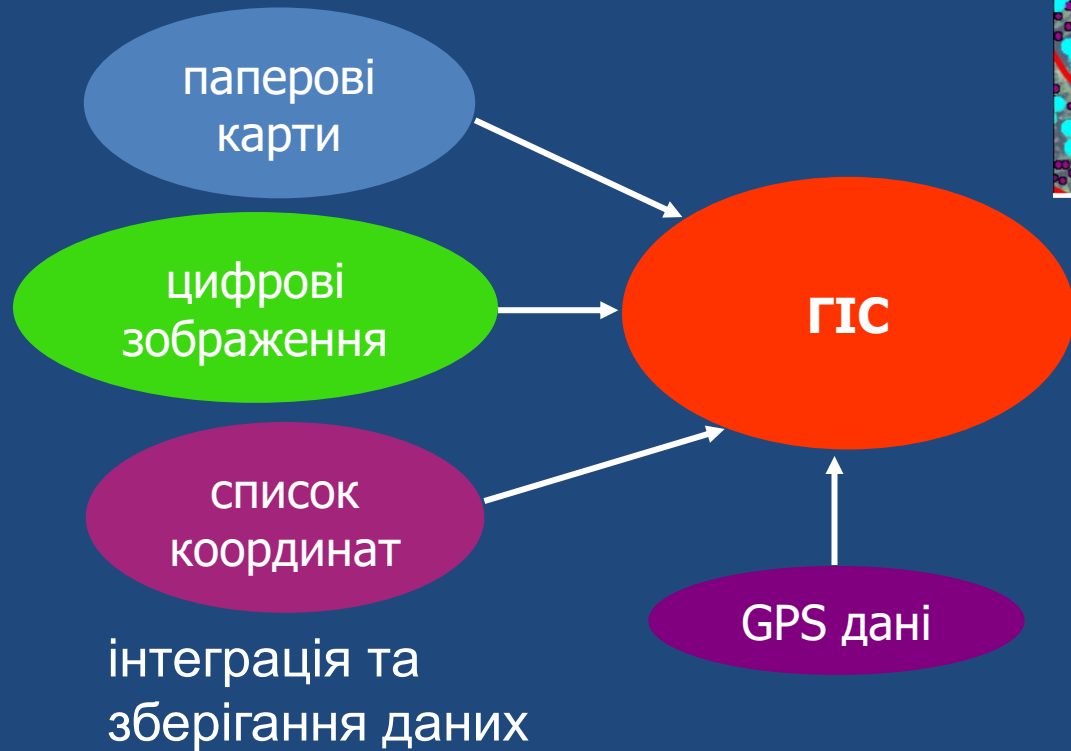 паперові
карти
цифрові
зображення
ГІС
список
координат
GPS дані
інтеграція та
зберігання даних